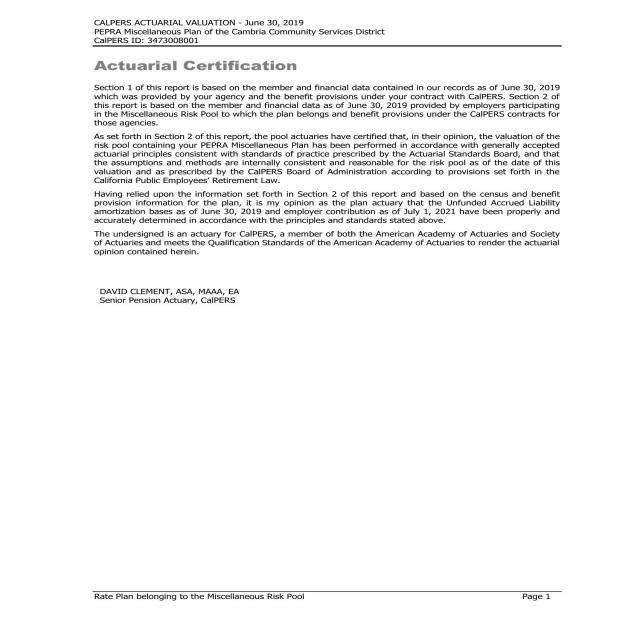 CALPERS ACTUARIAL VALUATION - June 30, 2019
PEPRA Miscellaneous Plan of the Cambria Community Services District
CalPERS ID: 3473008001
Actuarial Certification
Section 1 of this report is based on the member and financial data contained in our records as of June 30, 2019
which was provided by your agency and the benefit provisions under your contract with CalPERS. Section 2 of
this report is based on the member and financial data as of June 30, 2019 provided by employers participating
in the Miscellaneous Risk Pool to which the plan belongs and benefit provisions under the CalPERS contracts for
those agencies.
As set forth in Section 2 of this report, the pool actuaries have certified that, in their opinion, the valuation of the
risk pool containing your PEPRA Miscellaneous Plan has been performed in accordance with generally accepted
actuarial principles consistent with standards of practice prescribed by the Actuarial Standards Board, and that
the assumptions and methods are internally consistent and reasonable for the risk pool as of the date of this
valuation and as prescribed by the CalPERS Board of Administration according to provisions set forth in the
California Public Employees' Retirement Law.
Having relied upon the information set forth in Section 2 of this report and based on the census and benefit
provision information for the plan, it is my opinion as the plan actuary that the Unfunded Accrued Liability
amortization bases as of June 30, 2019 and employer contribution as of July 1, 2021 have been properly and
accurately determined in accordance with the principles and standards stated above.
The undersigned is an actuary for CalPERS, a member of both the American Academy of Actuaries and Society
of Actuaries and meets the Qualification Standards of the American Academy of Actuaries to render the actuarial
opinion contained herein.
DAVID CLEMENT, ASA, MAAA, EA
Senior Pension Actuary, CalPERS
Rate Plan belonging to the Miscellaneous Risk Pool Page 1